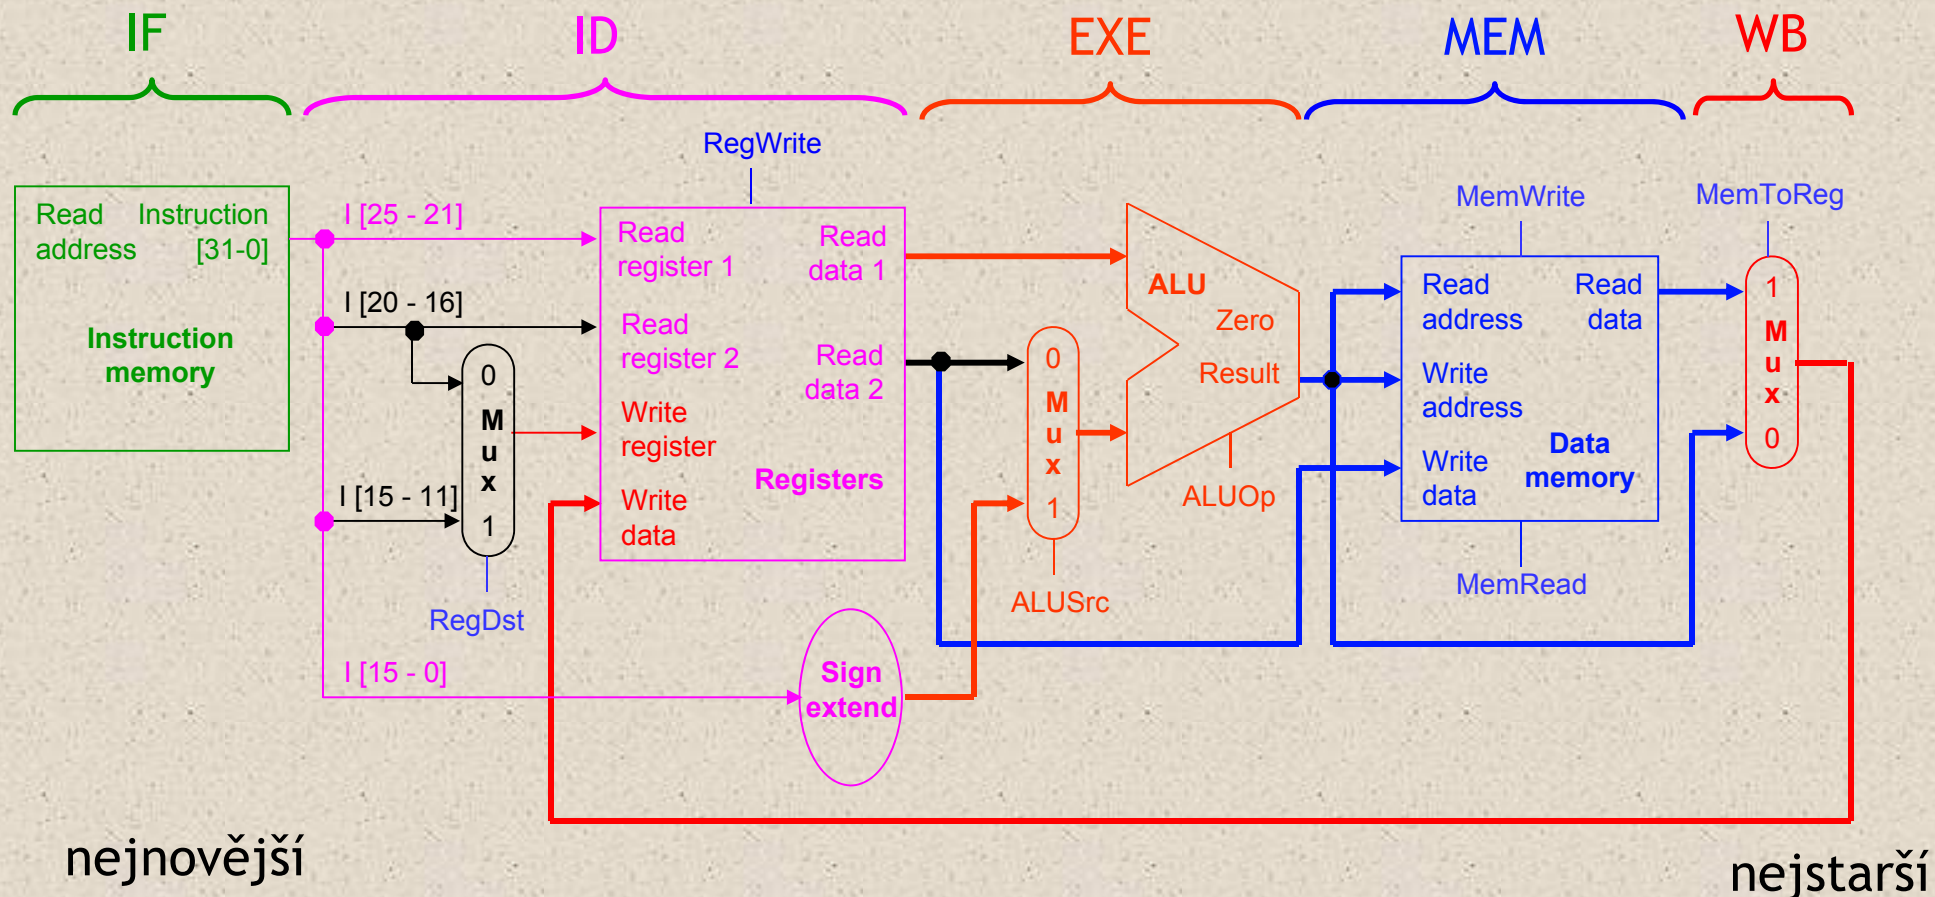 IF
ID
EXE
MEM
WB
RegWrite
Read
address
Instruction
[31-0]
Instruction
memory
I [25 - 21]
I [20 - 16]
I [15 - 11]
I [15 - 0]
0
M
u
x
1
RegDst
Read
register 1
Read
register 2
Write
register
Write
data
Read
data 1
Read
data 2
Registers
Sign
extend
0
M
u
x
1
ALUSrc
ALU
Zero
Result
ALUOp
MemWrite
Read
address
Write
address
Write
data
Read
data
Data
memory
MemRead
MemToReg
1
M
u
x
0
nejnovější
nejstarší